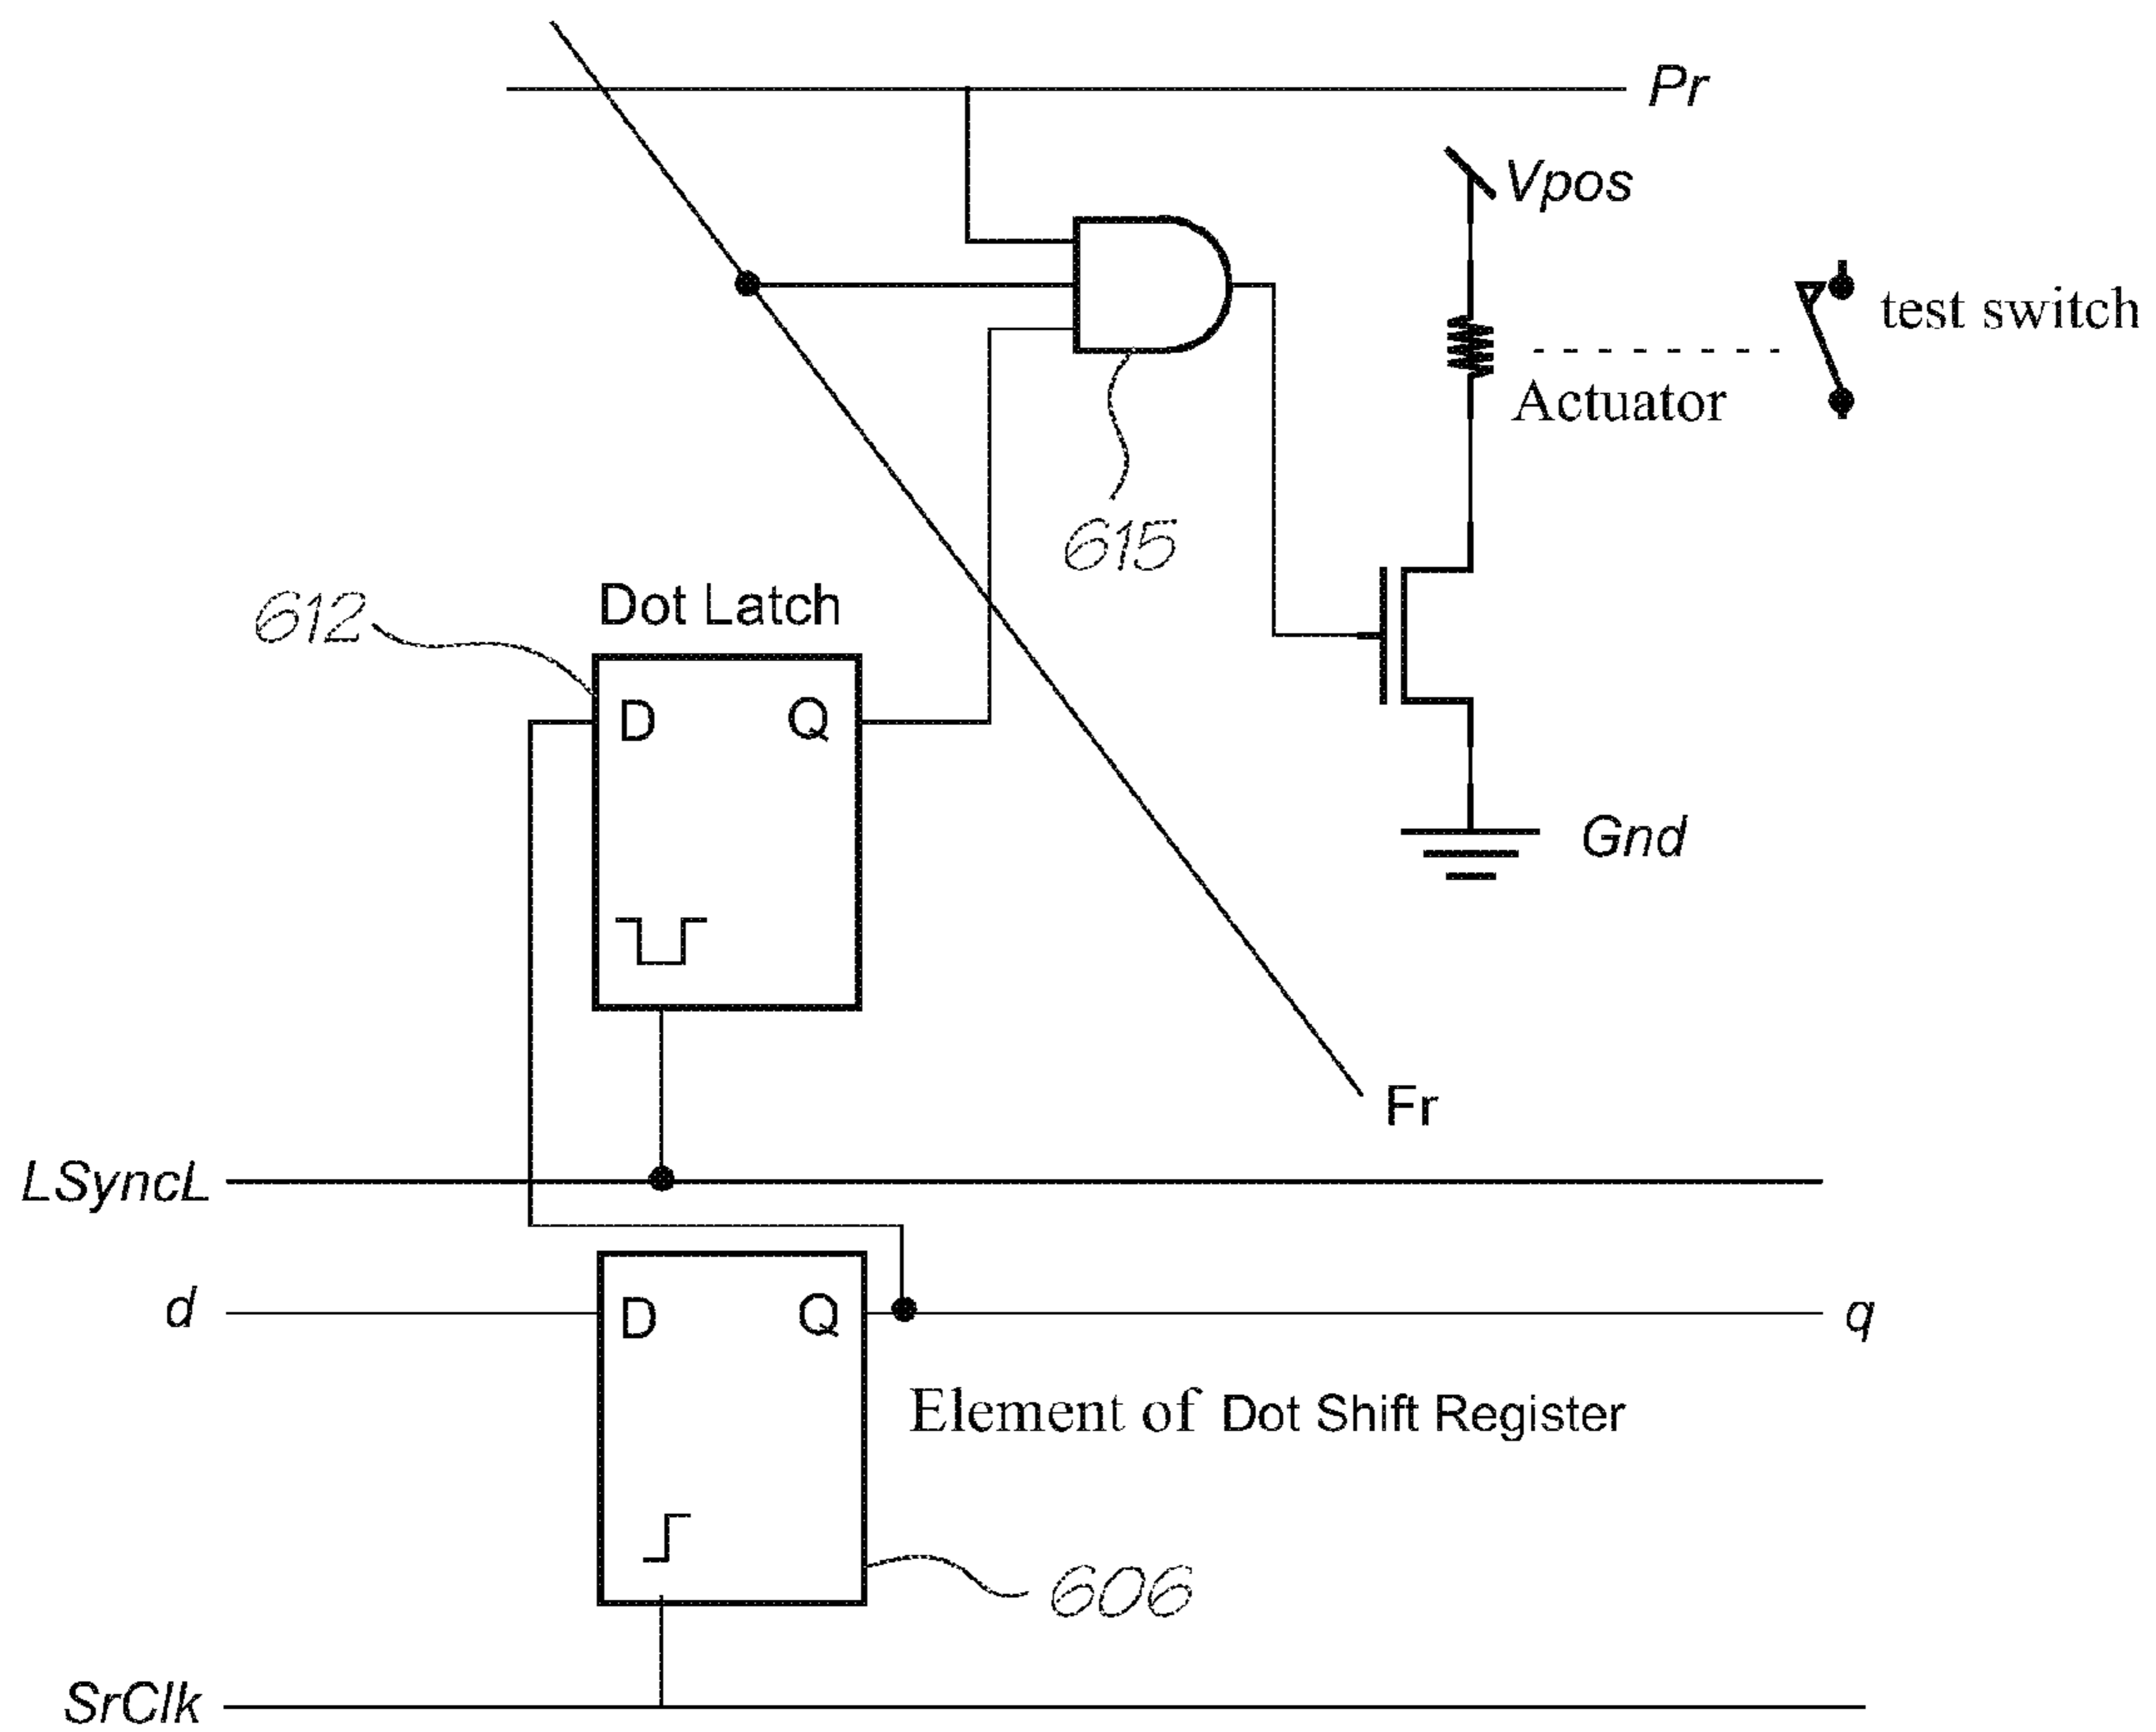 Pr
Vpos
test switch
Actuator
615
612
Dot Latch
D Q
Gnd
Fr
LSyncL
d
D Q
q
Element of Dot Shift Register
606
SrClk